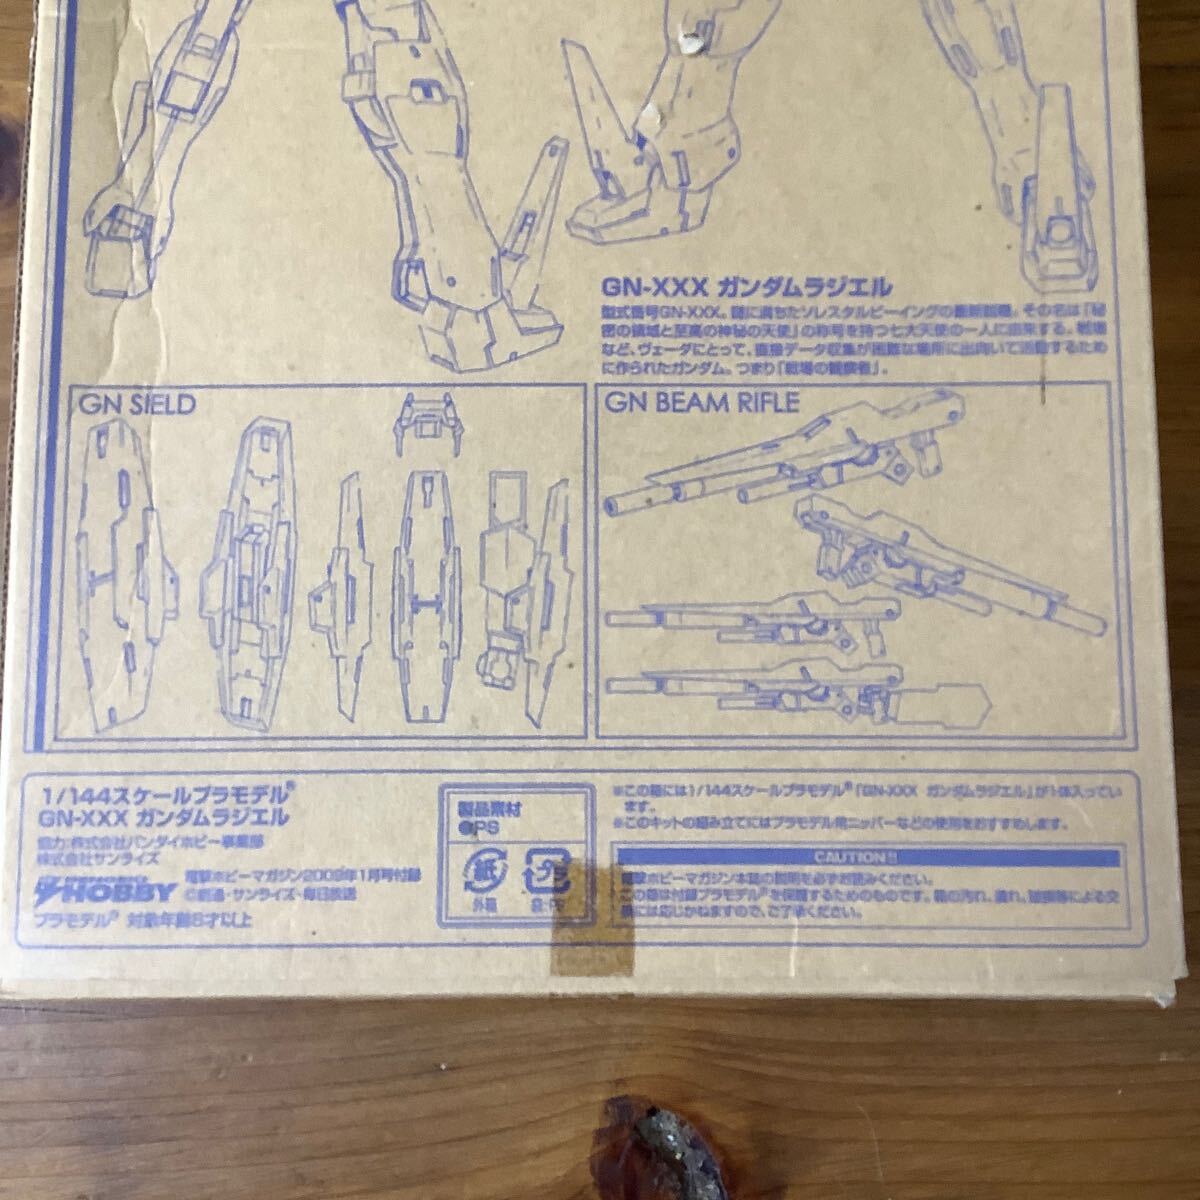 GN-XXX ガンダムラジエル
型式番号GN-XXX。謎に満ちたソレスタルビーイングの最新鋭機。その名は「秘
密の領域と至高の神秘の天使」の称号を持つ七大天使の一人に由来する。戦場
など、ヴェーダにとって、直接データ収集が困難な場所に出向いて活動するため
に作られたガンダム。つまり「戦場の観察者」。
GN SIELD
GN BEAM RIFLE
1/144スケールプラモデル®
GN-XXX ガンダムラジエル
協力:株式会社バンダイホビー事業部
株式会社サンライズ
HOBBY
電撃ホビーマガジン2009年1月号付録
©創通・サンライズ・毎日放送
プラモデル® 対象年齢8才以上
製品素材
●PS
紙
外箱
プラ
袋:PP
※この箱には1/144スケールプラモデル®「GN-XXX ガンダムラジエル」が1体入ってい
ます。
※このキットの組み立てにはプラモデル用ニッパーなどの使用をおすすめします。
CAUTION!!
電撃ホビーマガジン本誌の説明を必ずお読みください。
この箱は付録プラモデル®を保護するためのものです。箱の汚れ、潰れ、破損等による交
換には応じかねますので、ご了承ください。